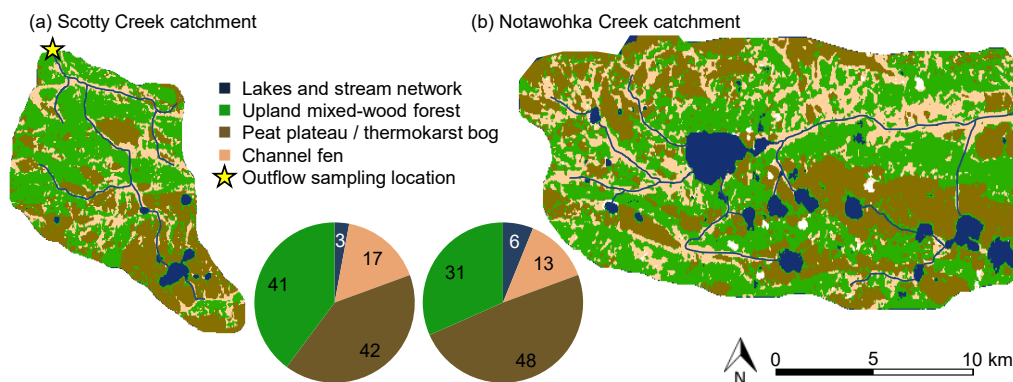 (a) Scotty Creek catchment
(b) Notawohka Creek catchment
Lakes and stream network
Upland mixed-wood forest
Peat plateau / thermokarst bog
Channel fen
Outflow sampling location
3
17
42
41
6
13
48
31
N
0 5 10 km